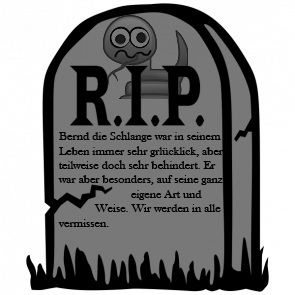 R.I.P.
Bernd die Schlange war in seinem
Leben immer sehr grlücklich, aber
teilweise doch sehr behindert. Er
war aber besonders, auf seine ganz
eigene Art und
Weise. Wir werden in alle
vermissen.